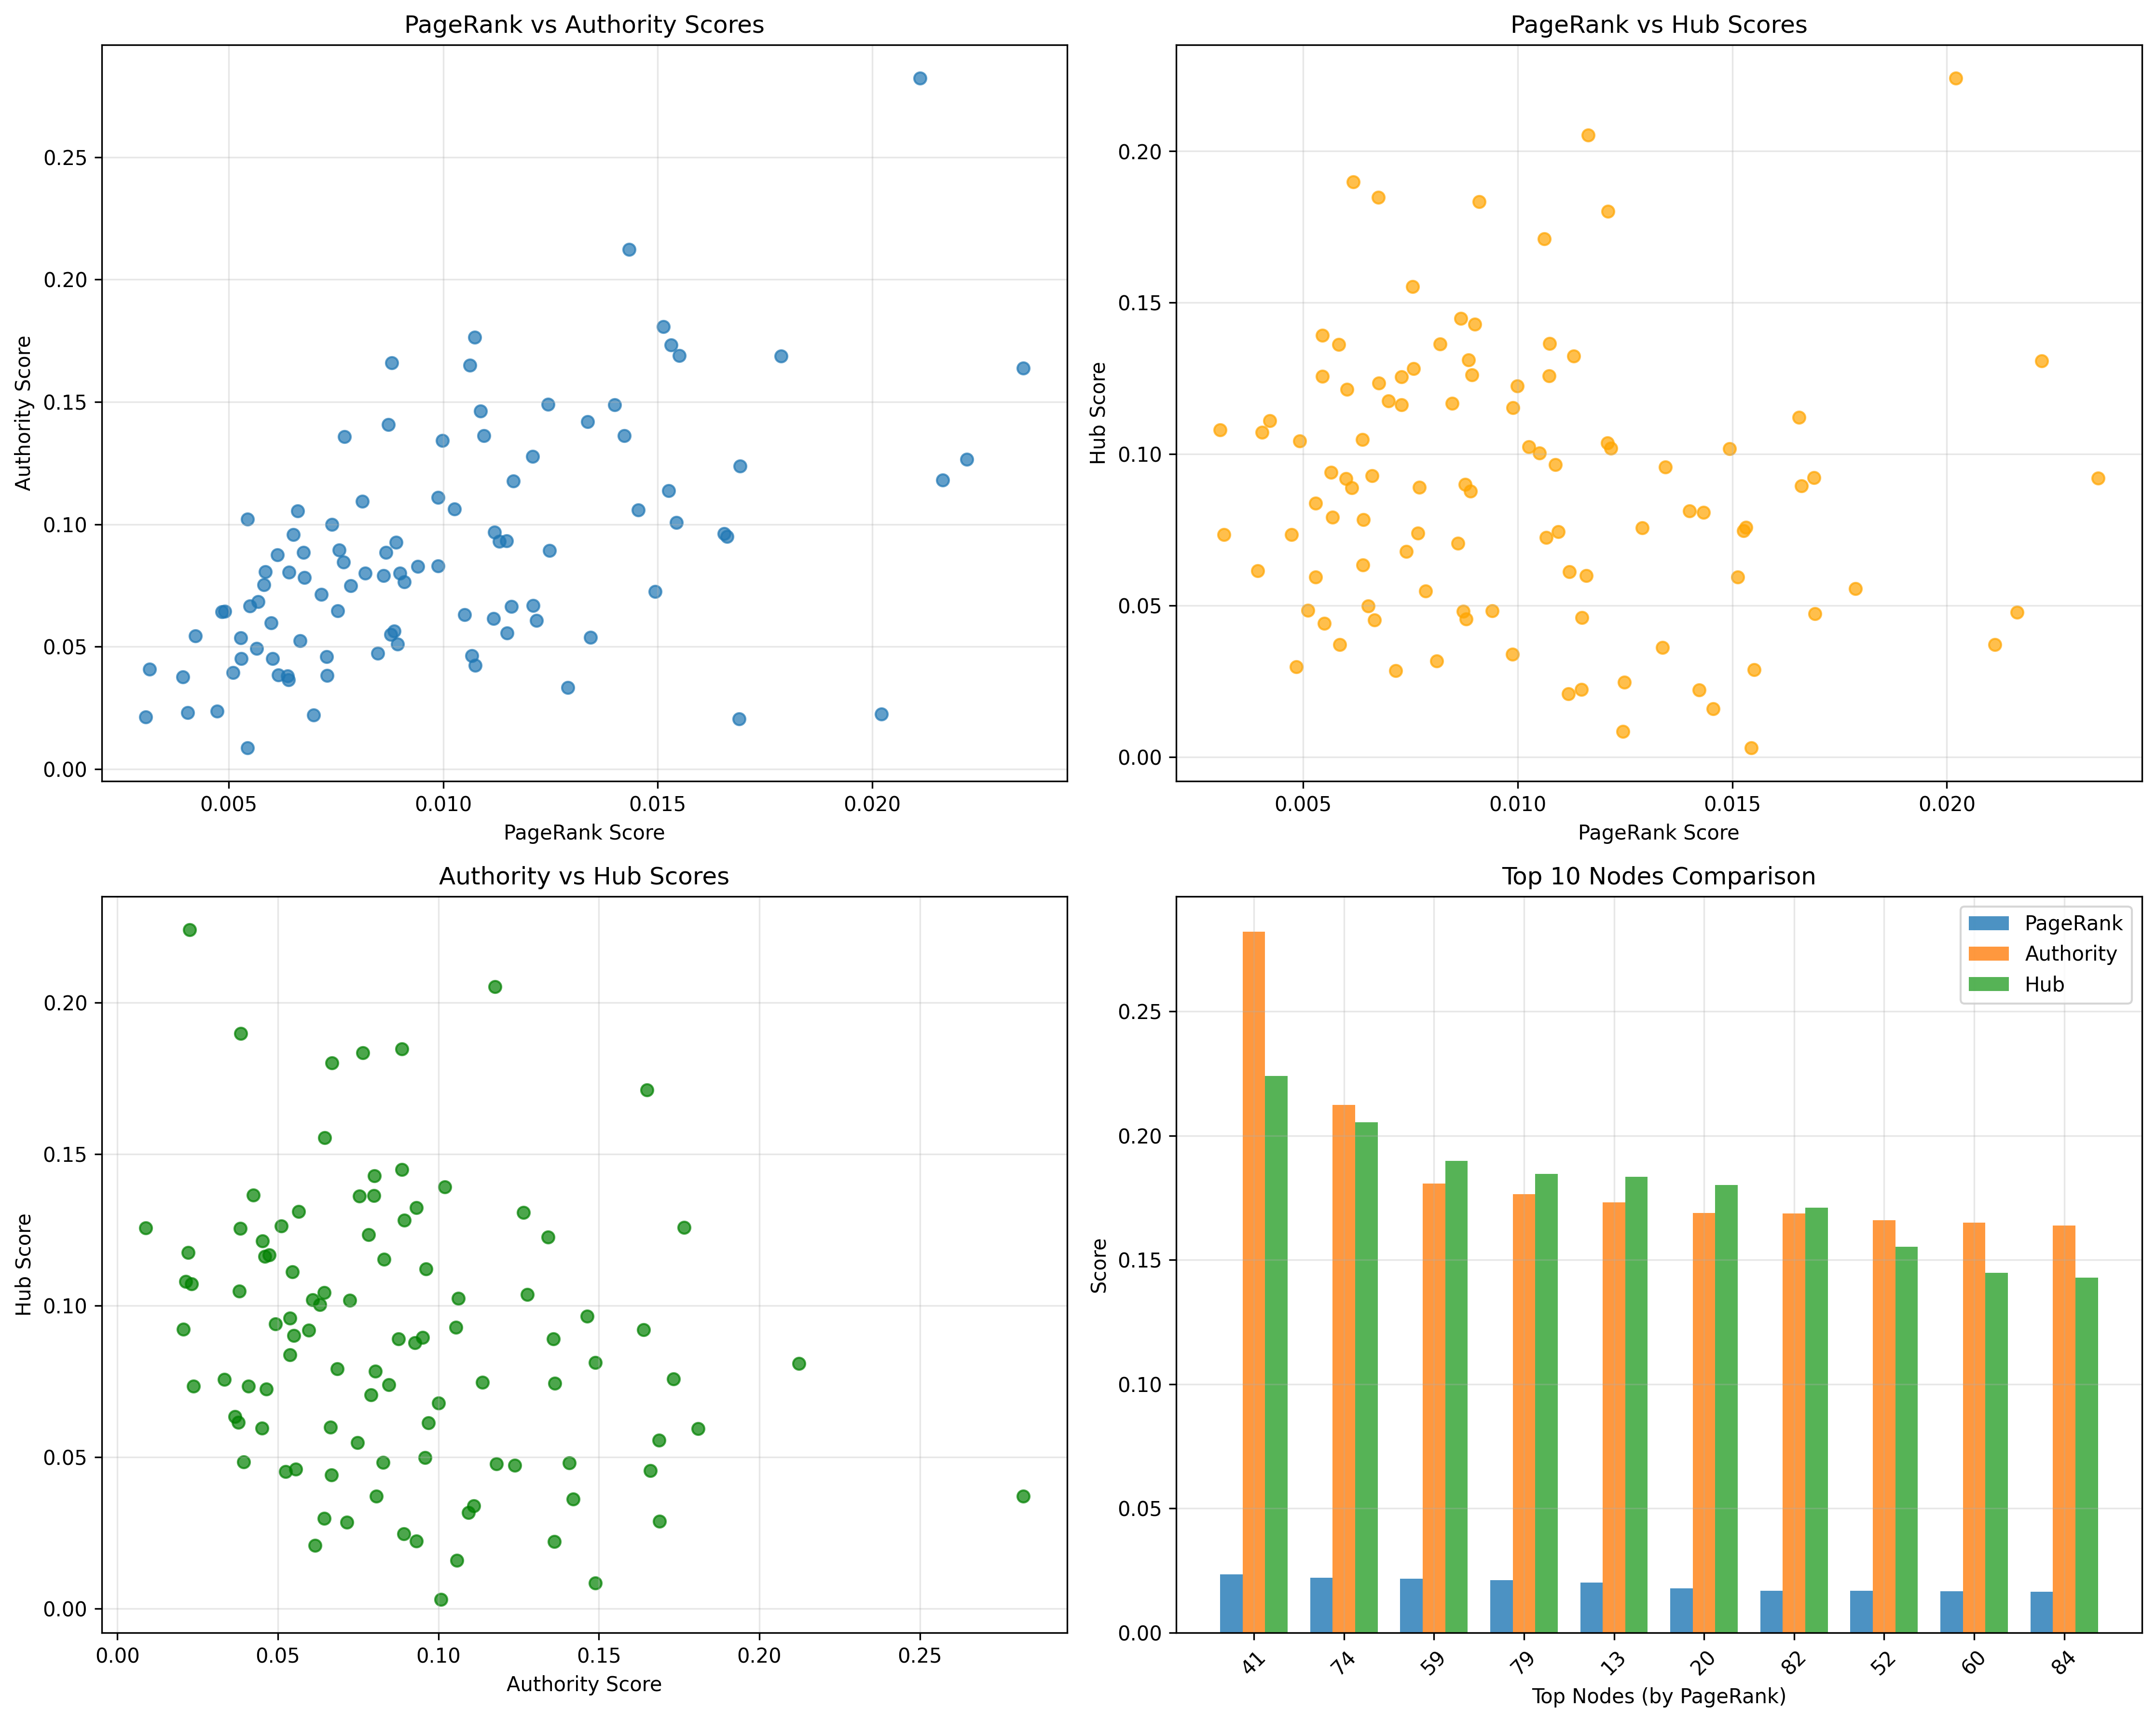 PageRank vs Authority Scores
0.25
0.20
0.15
0.10
0.05
0.00
Authority Score
0.005 0.010 0.015 0.020
PageRank Score
PageRank vs Hub Scores
0.20
0.15
0.10
0.05
0.00
Hub Score
0.005 0.010 0.015 0.020
PageRank Score
Authority vs Hub Scores
0.20
0.15
0.10
0.05
0.00
Hub Score
0.00 0.05 0.10 0.15 0.20 0.25
Authority Score
Top 10 Nodes Comparison
PageRank
Authority
Hub
0.25
0.20
0.15
0.10
0.05
0.00
Score
41 74 59 79 13 20 82 52 60 84
Top Nodes (by PageRank)